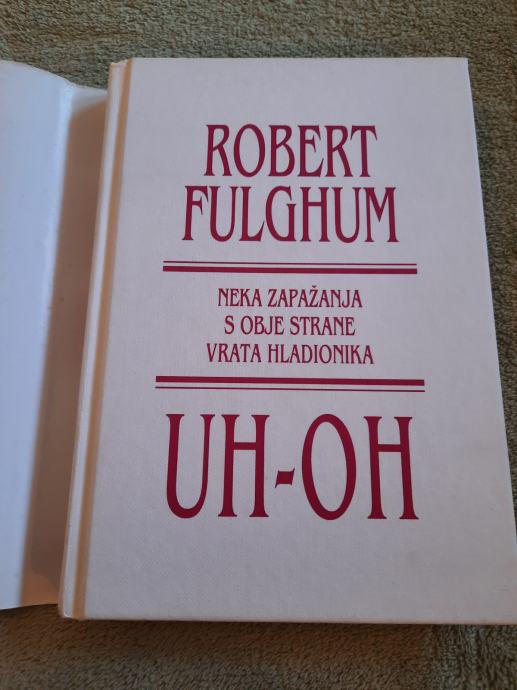 ROBERT
FULGHUM
NEKA ZAPAŽANJA
S OBJE STRANE
VRATA HLADIONIKA
UH-OH